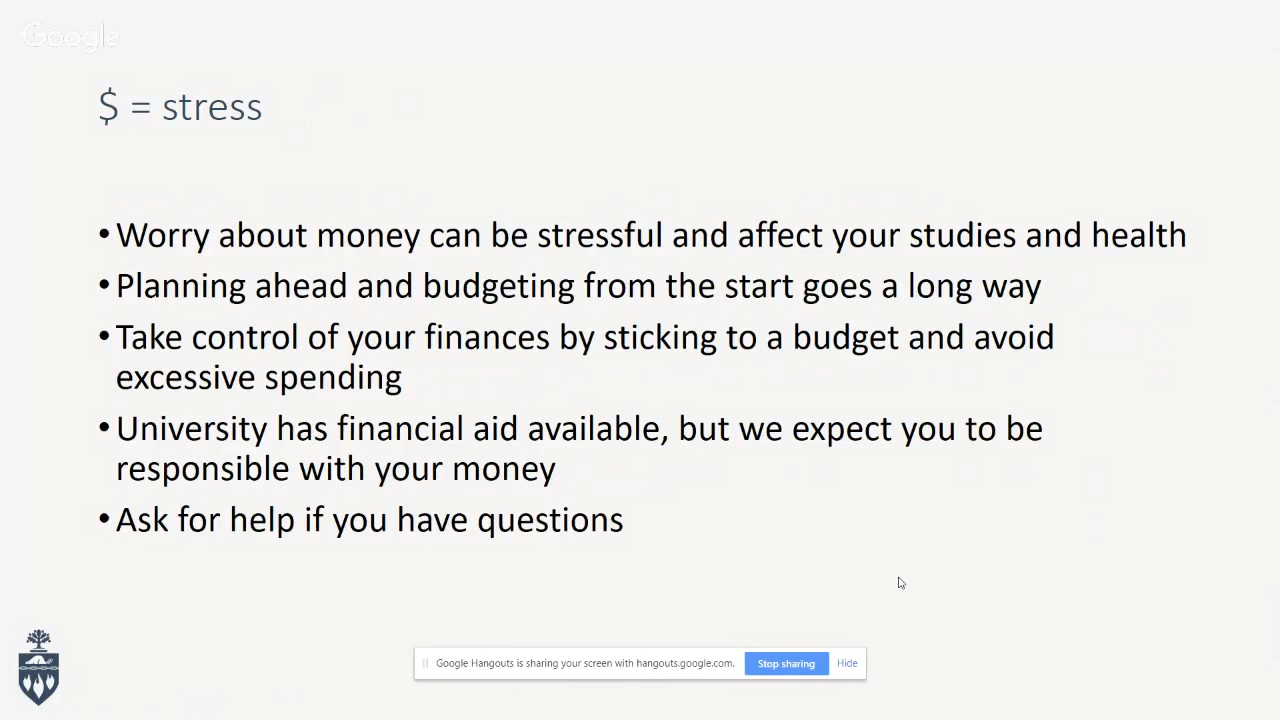 Google
$ = stress
•Worry about money can be stressful and affect your studies and health
•Planning ahead and budgeting from the start goes a long way
•Take control of your finances by sticking to a budget and avoid
excessive spending
•University has financial aid available, but we expect you to be
responsible with your money
•Ask for help if you have questions
Google Hangouts is sharing your screen with hangouts.google.com. Stop sharing Hide